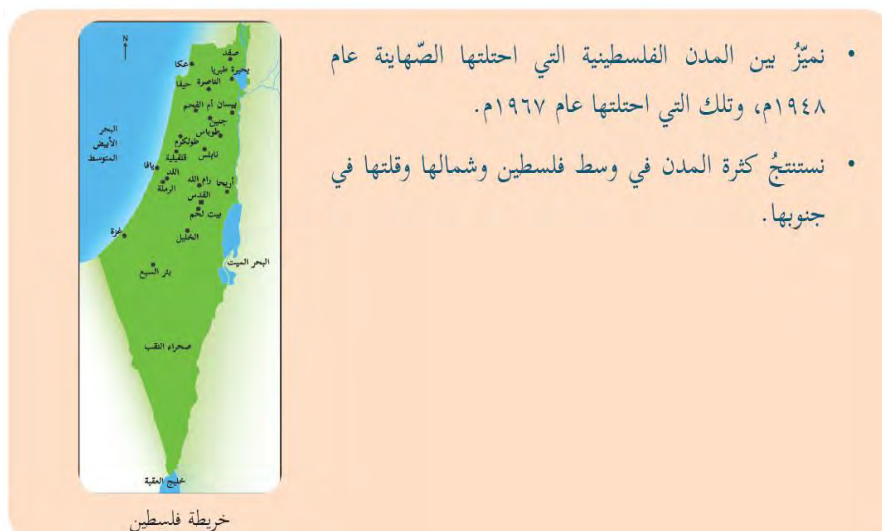 • نميّزُ بين المدن الفلسطينية التي احتلتها الصّهاينة عام
١٩٤٨م، وتلك التي احتلتها عام ١٩٦٧م.
• نستنتجُ كثرة المدن في وسط فلسطين وشمالها وقلتها في
جنوبها.
N
صفد
عكا
بحيرة طبريا
حيفا
الناصرة
بيسان
أم الفحم
جنين
طوباس
طولكرم
نابلس
قلقيلية
البحر
الأبيض
المتوسط
يافا
اللد
الرملة
رام الله
أريحا
القدس
بيت لحم
غزة
الخليل
البحر الميت
بئر السبع
صحراء النقب
خليج العقبة
خريطة فلسطين